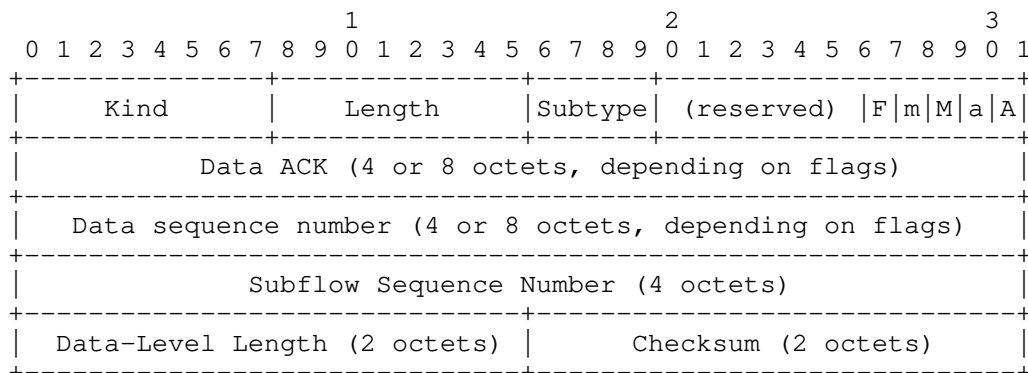 1 2 3
0 1 2 3 4 5 6 7 8 9 0 1 2 3 4 5 6 7 8 9 0 1 2 3 4 5 6 7 8 9 0 1
+---------------+---------------+-------+----------------------+
| Kind | Length |Subtype| (reserved) |F|m|M|a|A|
+---------------+---------------+-------+----------------------+
| Data ACK (4 or 8 octets, depending on flags) |
+--------------------------------------------------------------+
| Data sequence number (4 or 8 octets, depending on flags) |
+--------------------------------------------------------------+
| Subflow Sequence Number (4 octets) |
+-------------------------------+------------------------------+
| Data-Level Length (2 octets) | Checksum (2 octets) |
+-------------------------------+------------------------------+